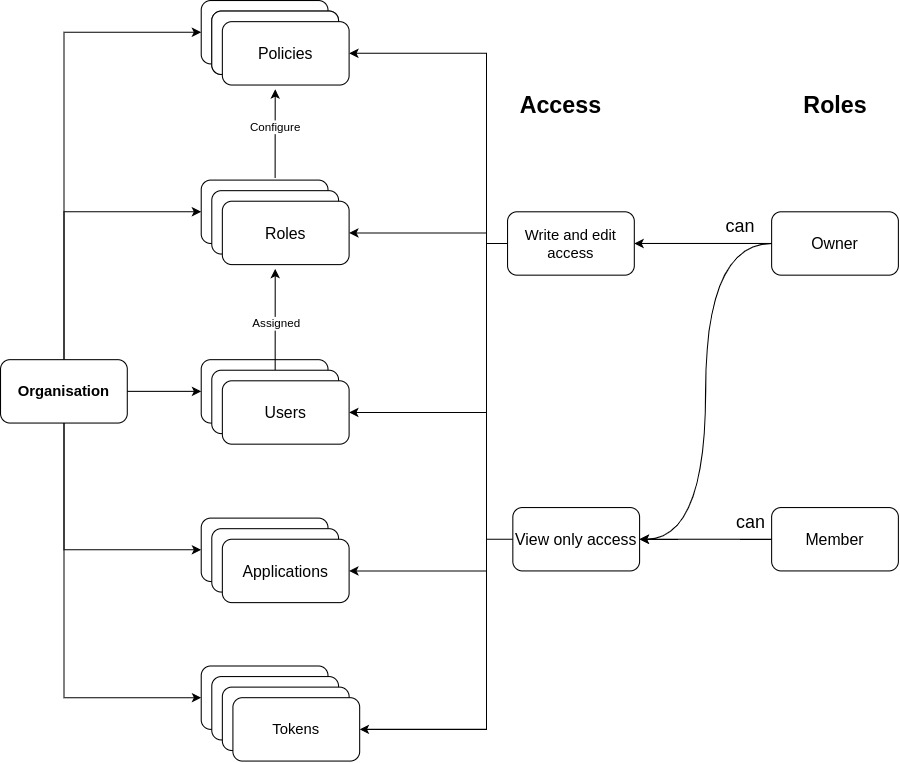 Policies
Access
Roles
Configure
Roles
Write and edit
access
can
Owner
Assigned
Organisation
Users
Applications
View only access
can
Member
Tokens